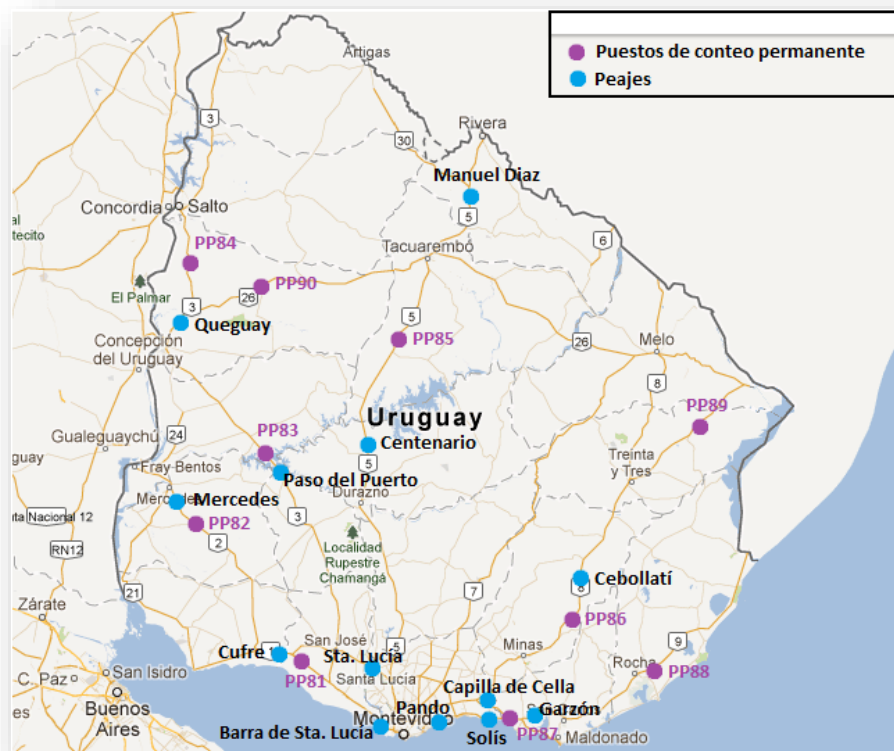 Puestos de conteo permanente
Peajes
Artigas
3
30
Rivera
Manuel Diaz
Concordia
Salto
5
6
PP84
Tacuarembó
El Palmar
26
PP90
3
Queguay
5
PP85
26
Concepción
del Uruguay
Melo
8
PP89
Uruguay
Gualeguaychú
24
PP83
Centenario
5
Treinta
y Tres
Fray Bentos
Paso del Puerto
Mercedes
Durazno
Nacional 12
PP82
3
2
RN12
Localidad
Rupestre
Chamangá
Cebollatí
8
21
7
Zárate
PP86
Cufre
San José
5
Minas
9
Sta. Lucía
Rocha
PP88
PP81
Santa Lucía
San Isidro
C. Paz
Capilla de Cella
Buenos
Aires
Pando
Garzón
Montevideo
PP87
Barra de Sta. Lucía
Solís
Maldonado
es